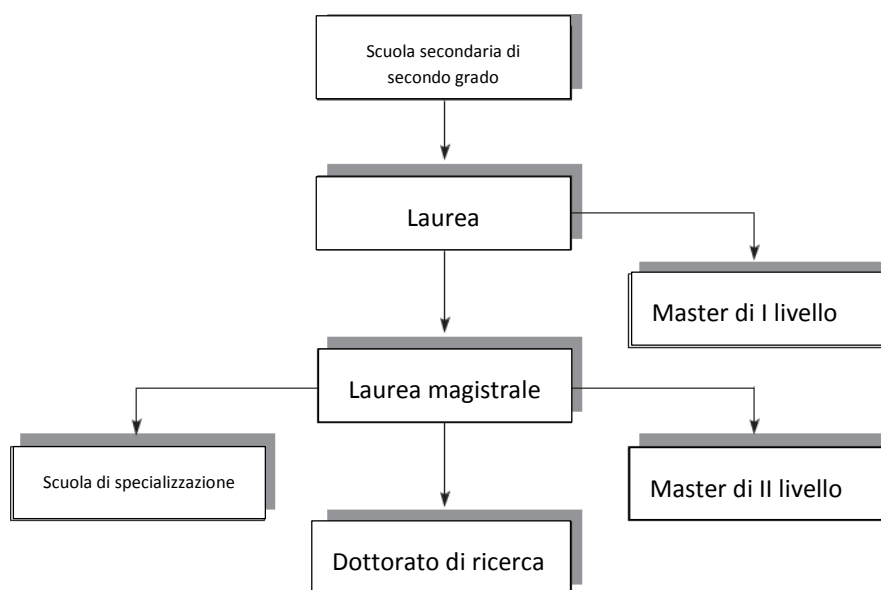 Scuola secondaria di
secondo grado
Laurea
Master di I livello
Laurea magistrale
Scuola di specializzazione
Master di II livello
Dottorato di ricerca